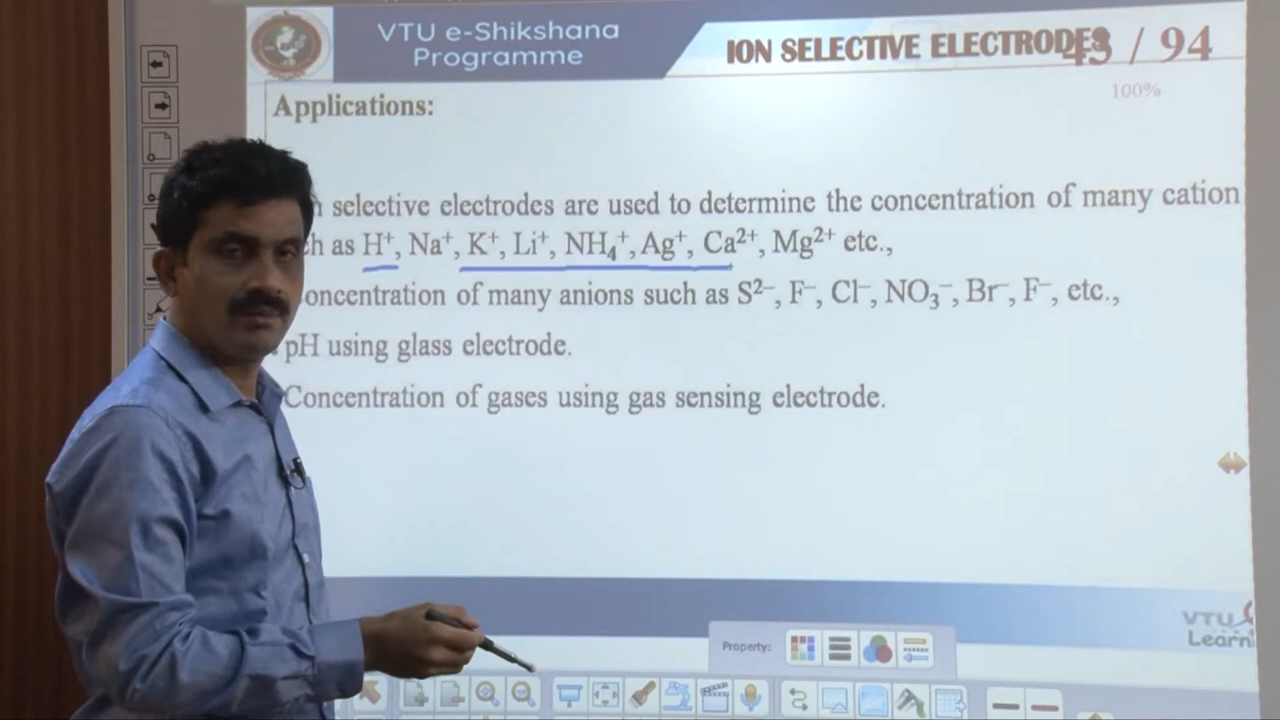 VTU e-Shikshana
Programme
ION SELECTIVE ELECTRODES
43 / 94
100%
Applications:
selective electrodes are used to determine the concentration of many cation
as H⁺, Na⁺, K⁺, Li⁺, NH₄⁺, Ag⁺, Ca²⁺, Mg²⁺ etc.,
oncentration of many anions such as S²⁻, F⁻, Cl⁻, NO₃⁻, Br⁻, F⁻, etc.,
pH using glass electrode.
Concentration of gases using gas sensing electrode.
VTU
Learn
Property: